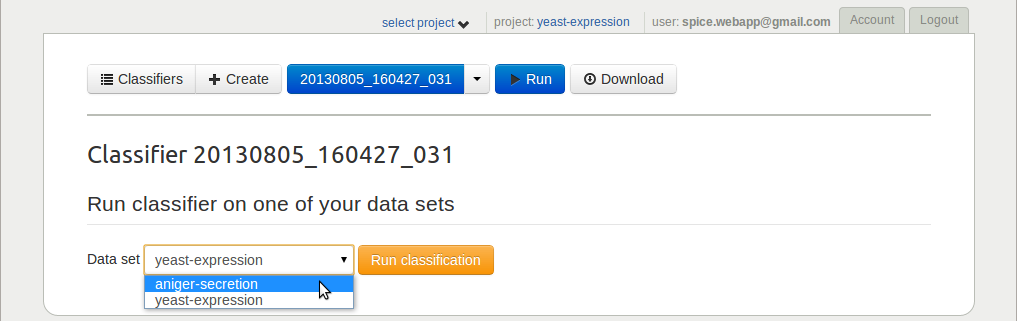 select project project: yeast-expression user: spice.webapp@gmail.com Account Logout
Classifiers Create 20130805_160427_031 Run Download
Classifier 20130805_160427_031
Run classifier on one of your data sets
Data set yeast-expression Run classification
aniger-secretion
yeast-expression